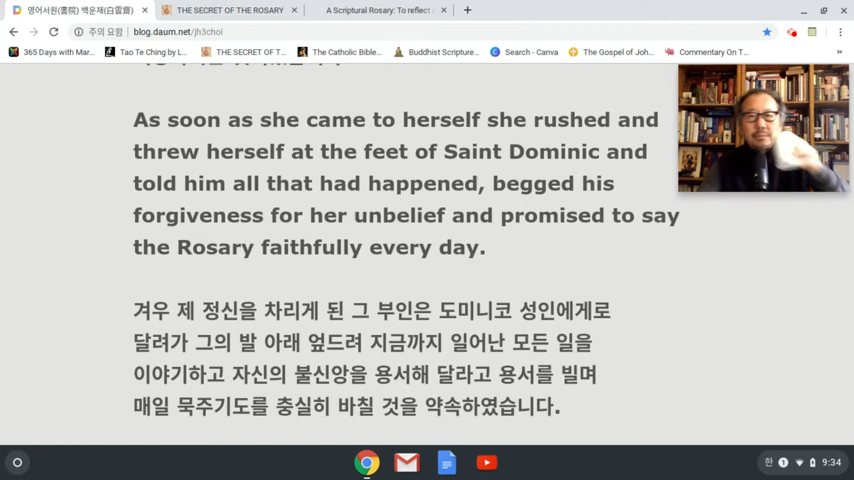 영어서원(書院) 백운재(白雲齋)
THE SECRET OF THE ROSARY
A Scriptural Rosary: To reflect
주의 요함
blog.daum.net/jh3choi
365 Days with Mar...
Tao Te Ching by L...
THE SECRET OF T...
The Catholic Bible...
Buddhist Scripture...
Search - Canva
The Gospel of Joh...
Commentary On T...
As soon as she came to herself she rushed and
threw herself at the feet of Saint Dominic and
told him all that had happened, begged his
forgiveness for her unbelief and promised to say
the Rosary faithfully every day.
겨우 제 정신을 차리게 된 그 부인은 도미니코 성인에게로
달려가 그의 발 아래 엎드려 지금까지 일어난 모든 일을
이야기하고 자신의 불신앙을 용서해 달라고 용서를 빌며
매일 묵주기도를 충실히 바칠 것을 약속하였습니다.
한
1
9:34